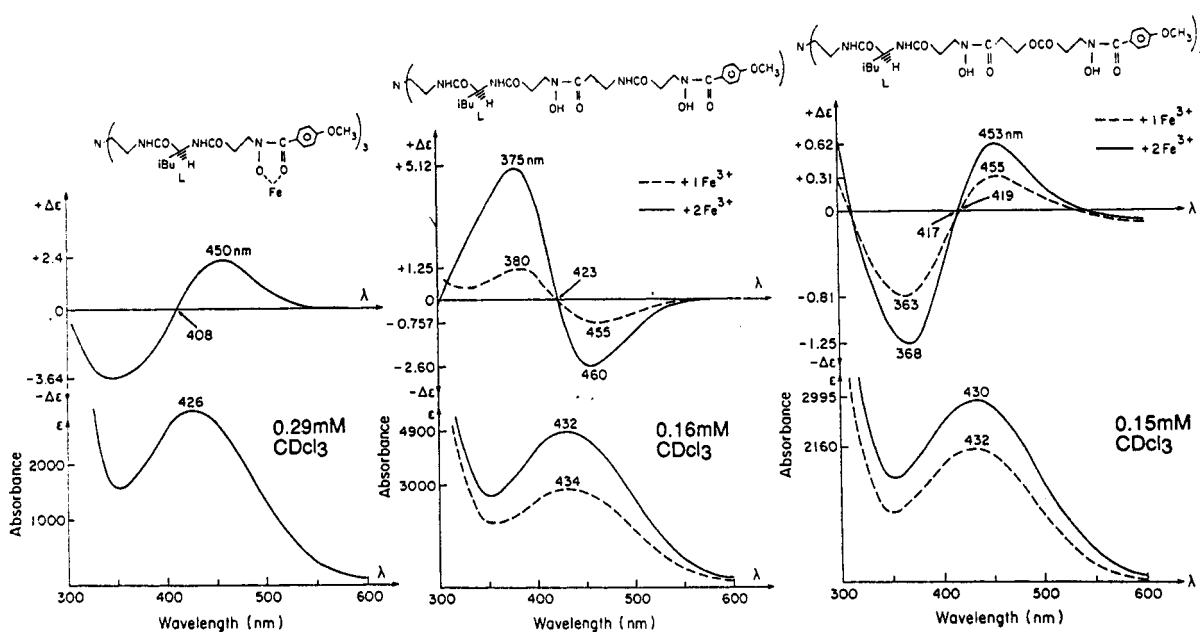 N ( NHCO H NHCO N – C OCH₃ )₃
iBu L O O
Fe
+Δε
+2.4
0
-3.64
-Δε
450nm
408
λ
ε
426
2000
1000
Absorbance
0.29mM
CDcl₃
λ
300 400 500 600
Wavelength (nm)
N ( NHCO H NHCO N C NHCO N – C OCH₃ )₃
iBu L OH O OH O
+Δε
+5.12
+1.25
0
-0.757
-2.60
-Δε
375nm
--- +1Fe³⁺
— +2Fe³⁺
380
423
455
460
λ
ε
4900
3000
432
434
Absorbance
0.16mM
CDcl₃
λ
300 400 500 600
Wavelength (nm)
N ( NHCO H NHCO N – C OCO N – C OCH₃ )₃
iBu L OH O OH O
+Δε
+0.62
+0.31
0
-0.81
-1.25
-Δε
453nm
455
--- +1Fe³⁺
— +2Fe³⁺
419
417
363
368
λ
ε
2995
2160
430
432
Absorbance
0.15mM
CDcl₃
λ
300 400 500 600
Wavelength (nm)